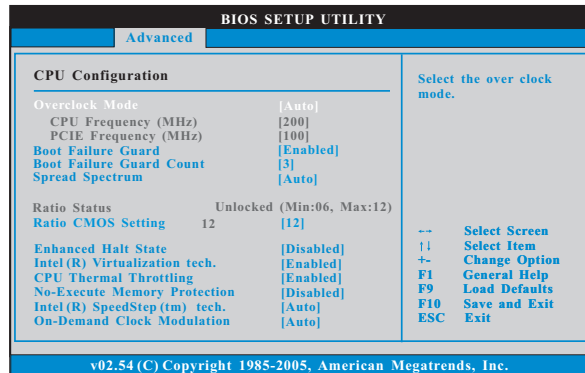 BIOS SETUP UTILITY
Advanced
CPU Configuration
Overclock Mode [Auto]
CPU Frequency (MHz) [200]
PCIE Frequency (MHz) [100]
Boot Failure Guard [Enabled]
Boot Failure Guard Count [3]
Spread Spectrum [Auto]
Ratio Status Unlocked (Min:06, Max:12)
Ratio CMOS Setting 12 [12]
Enhanced Halt State [Disabled]
Intel(R) Virtualization tech. [Enabled]
CPU Thermal Throttling [Enabled]
No-Execute Memory Protection [Disabled]
Intel(R) SpeedStep(tm) tech. [Auto]
On-Demand Clock Modulation [Auto]
Select the over clock
mode.
←→ Select Screen
↑↓ Select Item
+- Change Option
F1 General Help
F9 Load Defaults
F10 Save and Exit
ESC Exit
v02.54 (C) Copyright 1985-2005, American Megatrends, Inc.